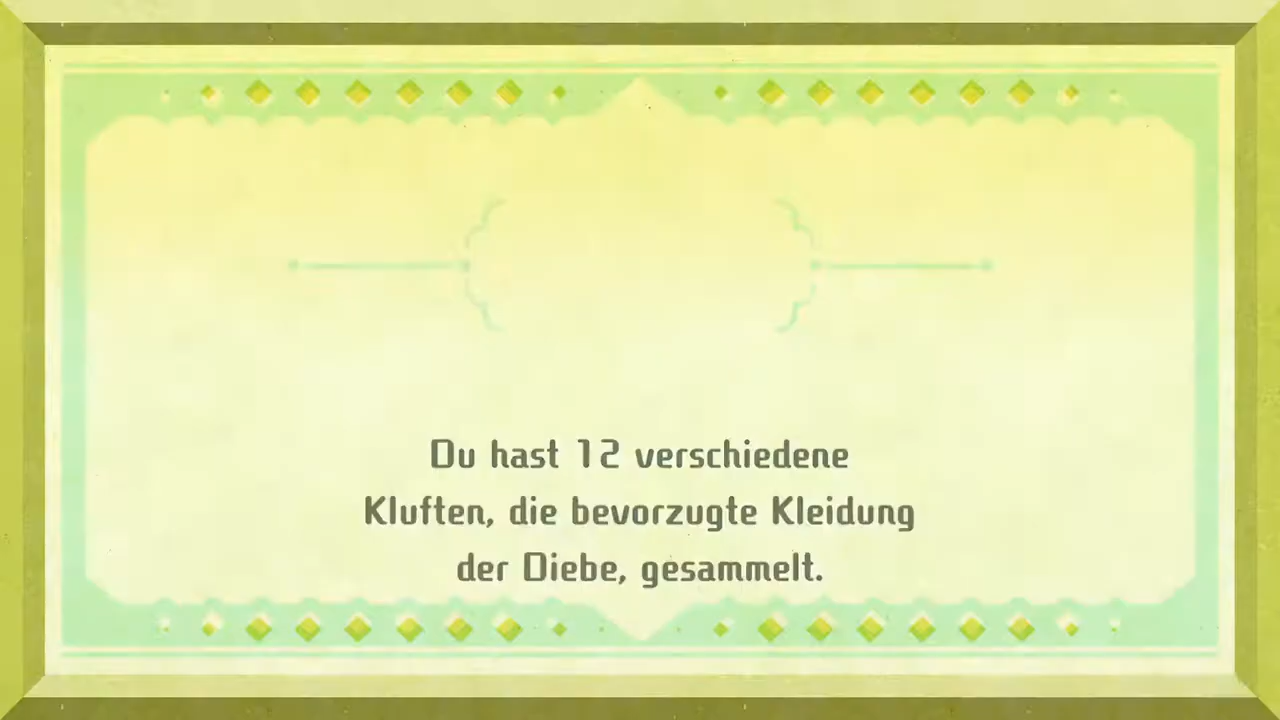 Du hast 12 verschiedene
Kluften, die bevorzugte Kleidung
der Diebe, gesammelt.